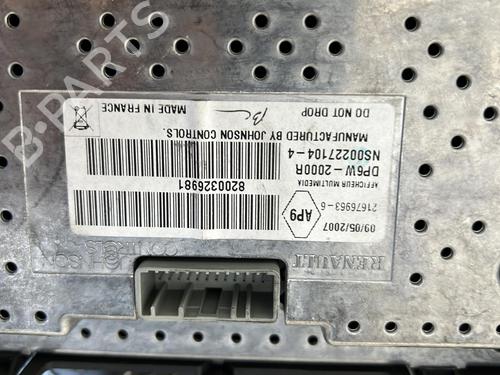 RENAULT
09/05/2007
AP9
21676953-6
AFFICHEUR MULTIMEDIA
DP6W-2000R
NS00227104-4
MANUFACTURED BY JOHNSON CONTROLS.
DO NOT DROP
MADE IN FRANCE
8200326981
B-PARTS